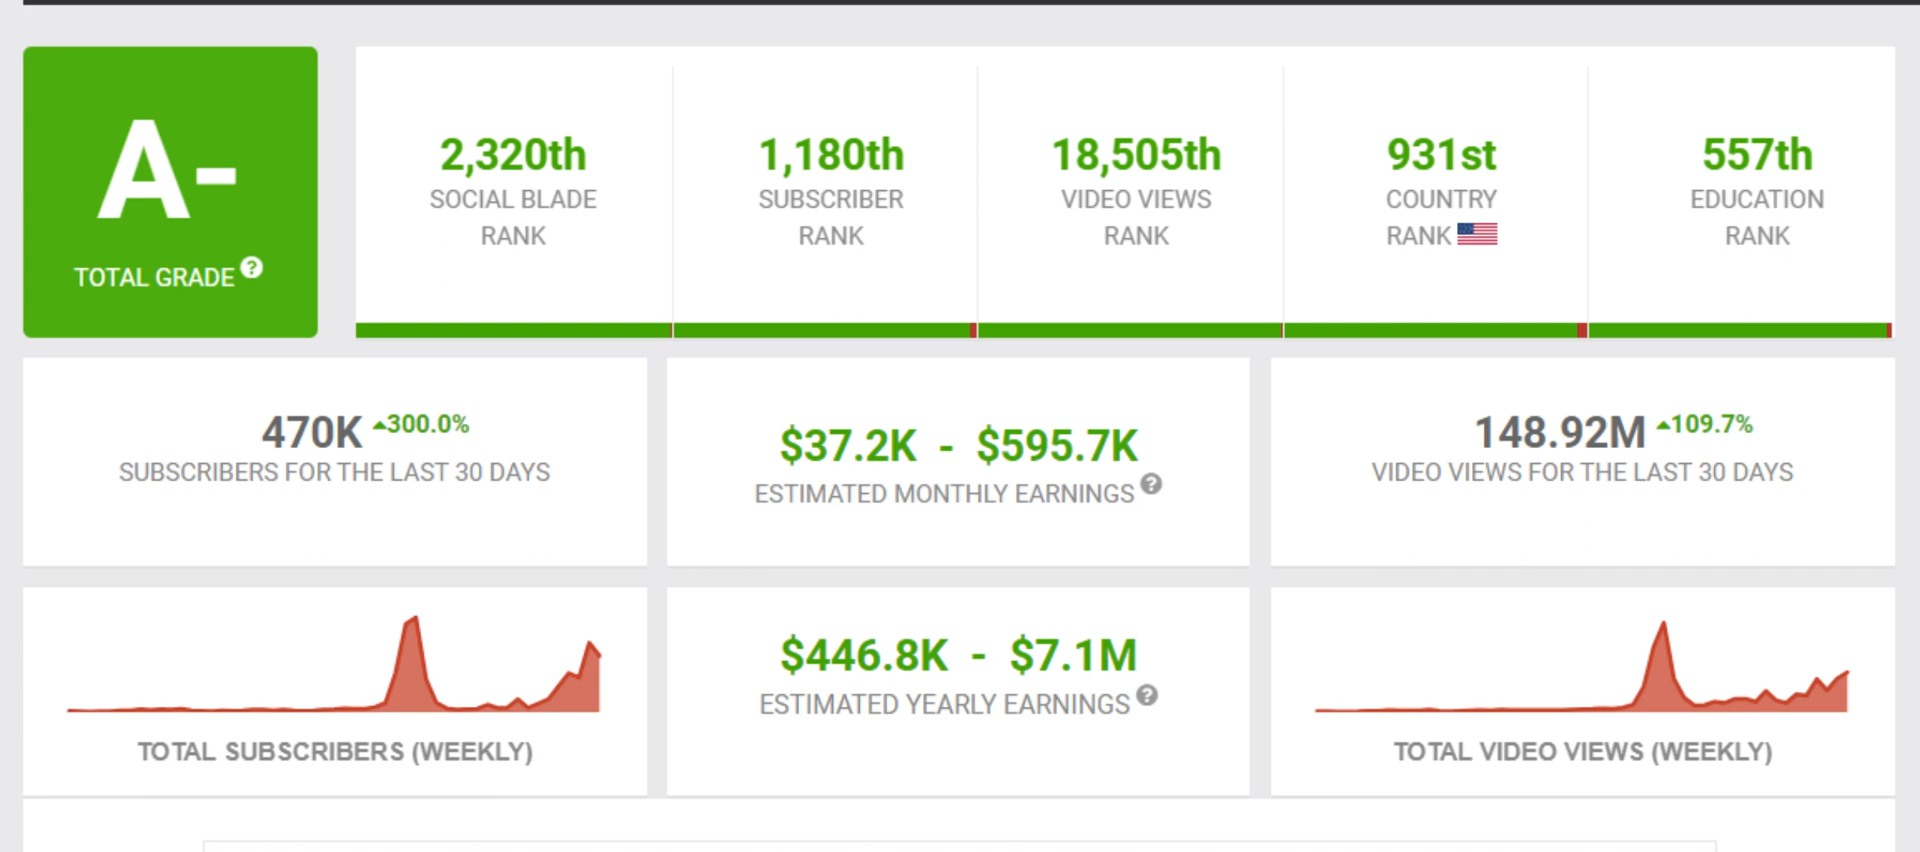 A-
TOTAL GRADE ?
2,320th
SOCIAL BLADE
RANK
1,180th
SUBSCRIBER
RANK
18,505th
VIDEO VIEWS
RANK
931st
COUNTRY
RANK
557th
EDUCATION
RANK
470K ▲300.0%
SUBSCRIBERS FOR THE LAST 30 DAYS
$37.2K - $595.7K
ESTIMATED MONTHLY EARNINGS ?
148.92M ▲109.7%
VIDEO VIEWS FOR THE LAST 30 DAYS
TOTAL SUBSCRIBERS (WEEKLY)
$446.8K - $7.1M
ESTIMATED YEARLY EARNINGS ?
TOTAL VIDEO VIEWS (WEEKLY)